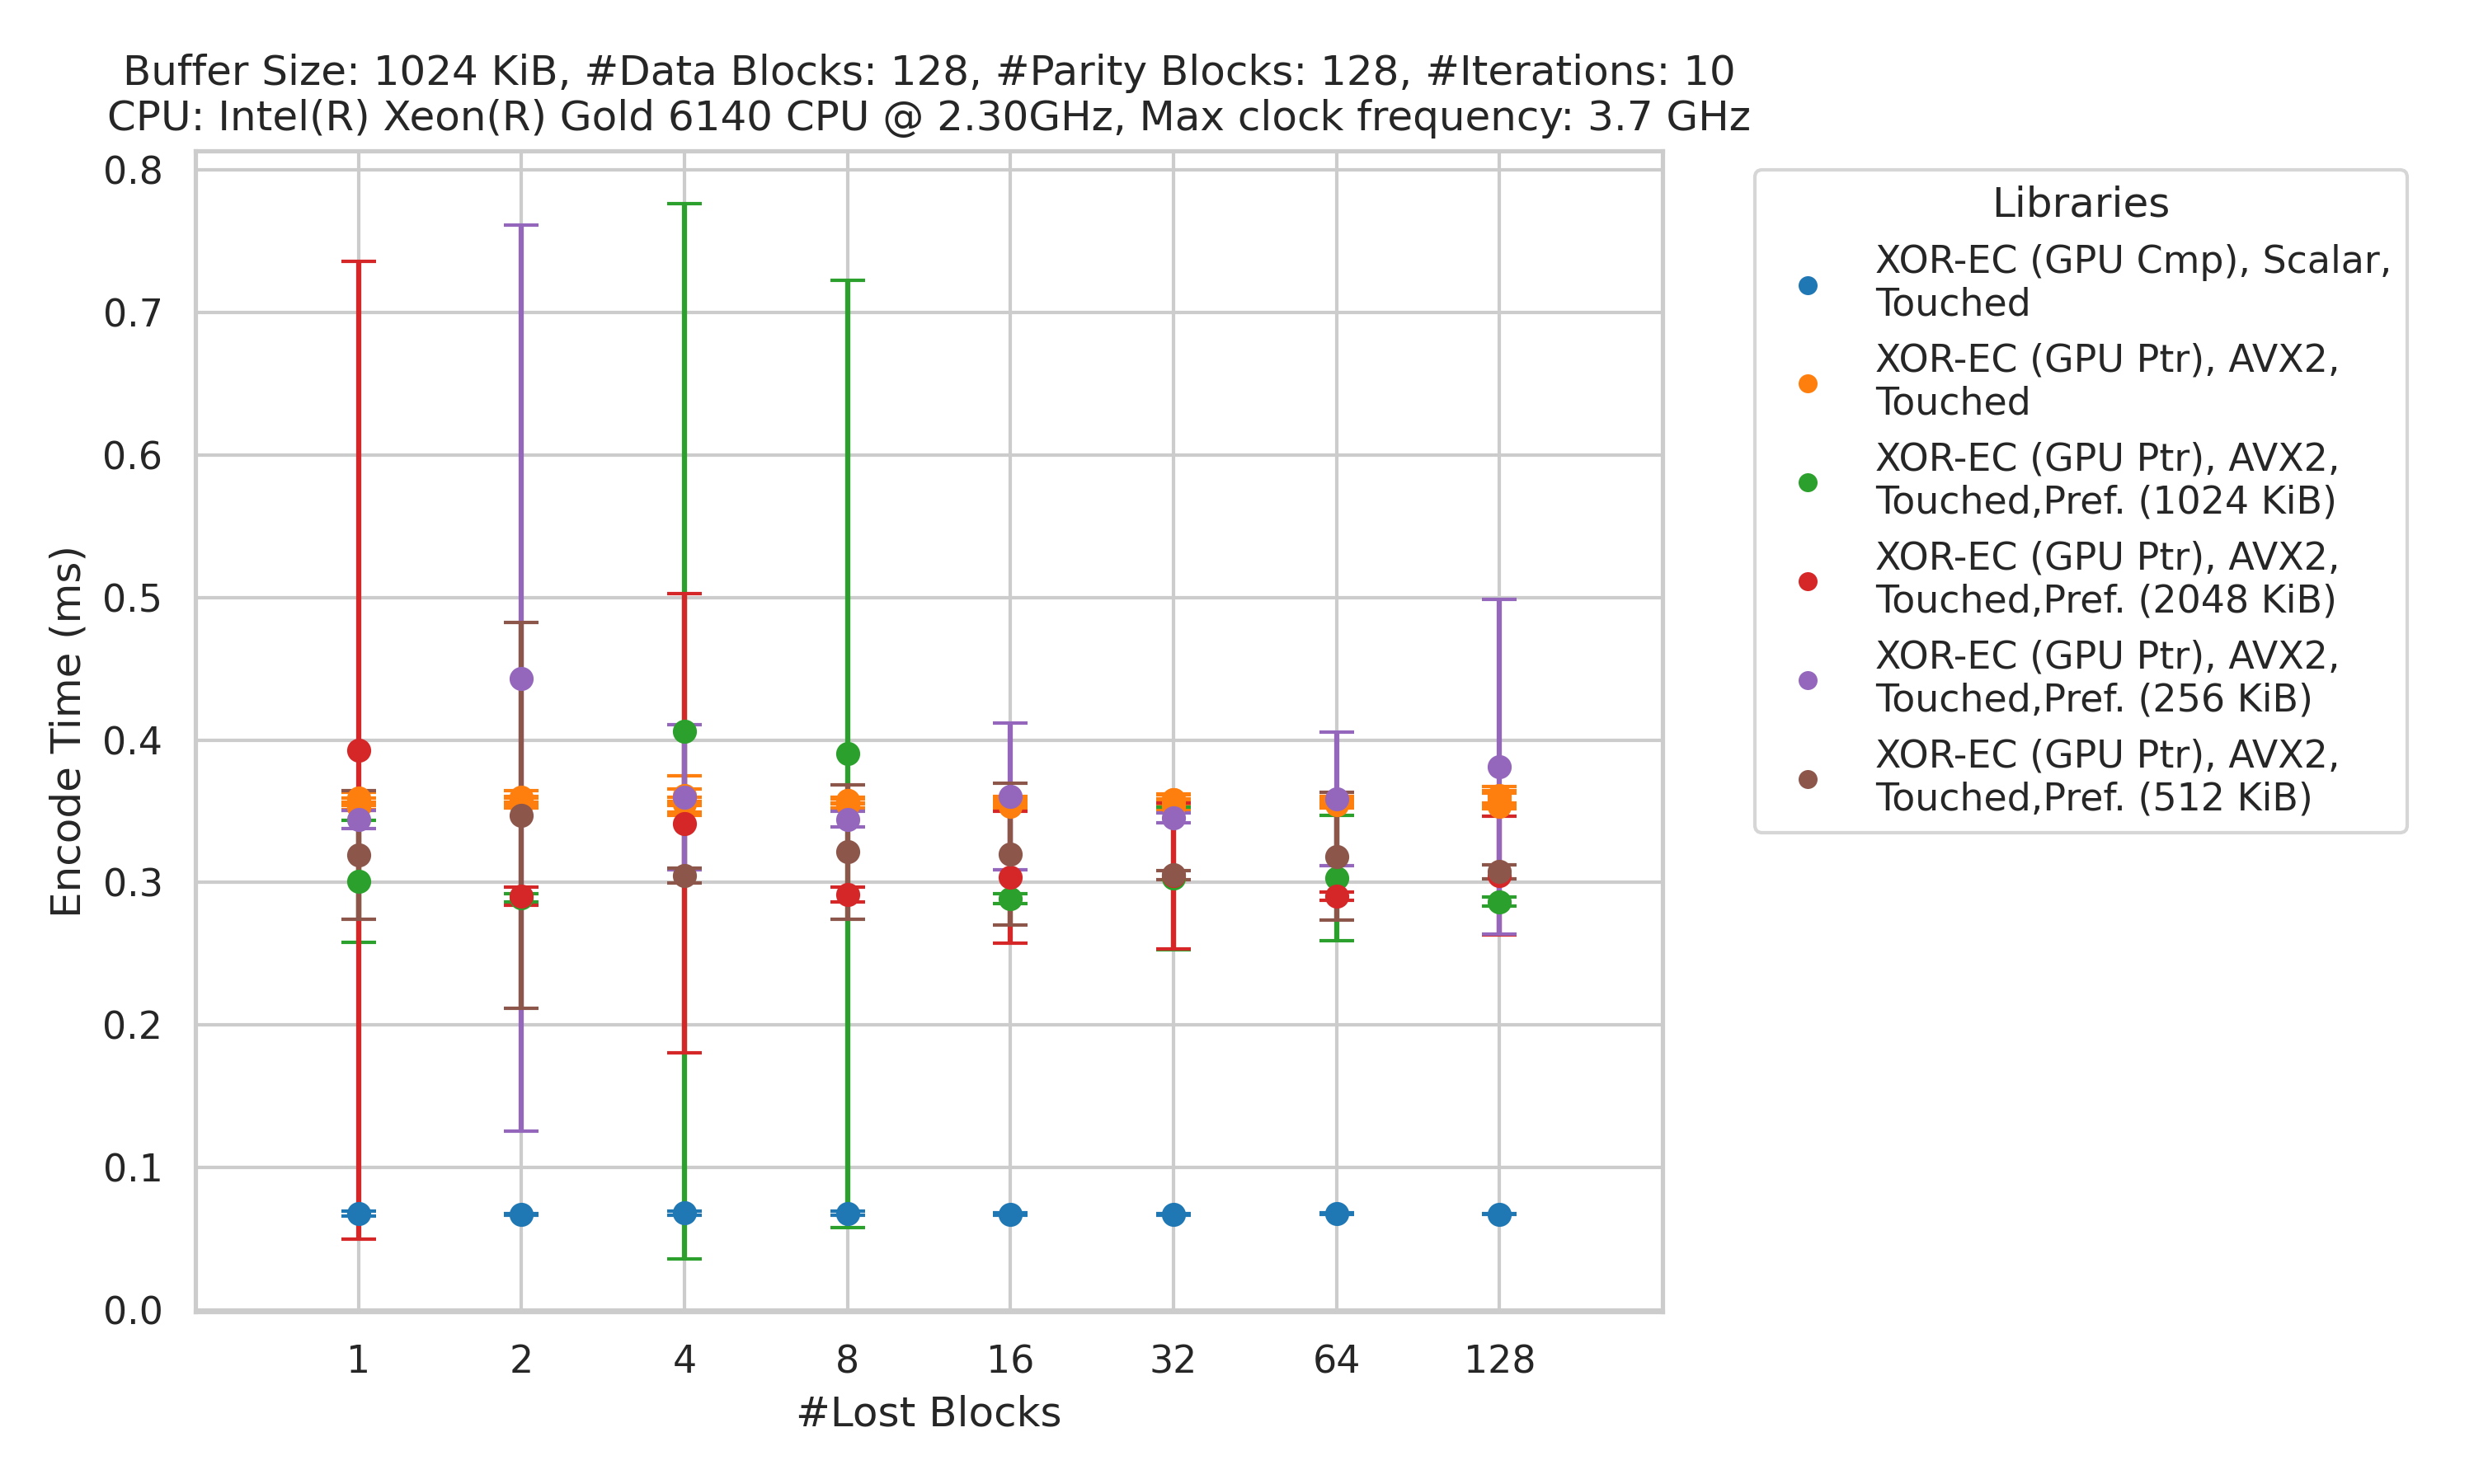 Buffer Size: 1024 KiB, #Data Blocks: 128, #Parity Blocks: 128, #Iterations: 10
CPU: Intel(R) Xeon(R) Gold 6140 CPU @ 2.30GHz, Max clock frequency: 3.7 GHz
0.8
0.7
0.6
0.5
0.4
0.3
0.2
0.1
0.0
Encode Time (ms)
1 2 4 8 16 32 64 128
#Lost Blocks
Libraries
XOR-EC (GPU Cmp), Scalar,
Touched
XOR-EC (GPU Ptr), AVX2,
Touched
XOR-EC (GPU Ptr), AVX2,
Touched,Pref. (1024 KiB)
XOR-EC (GPU Ptr), AVX2,
Touched,Pref. (2048 KiB)
XOR-EC (GPU Ptr), AVX2,
Touched,Pref. (256 KiB)
XOR-EC (GPU Ptr), AVX2,
Touched,Pref. (512 KiB)